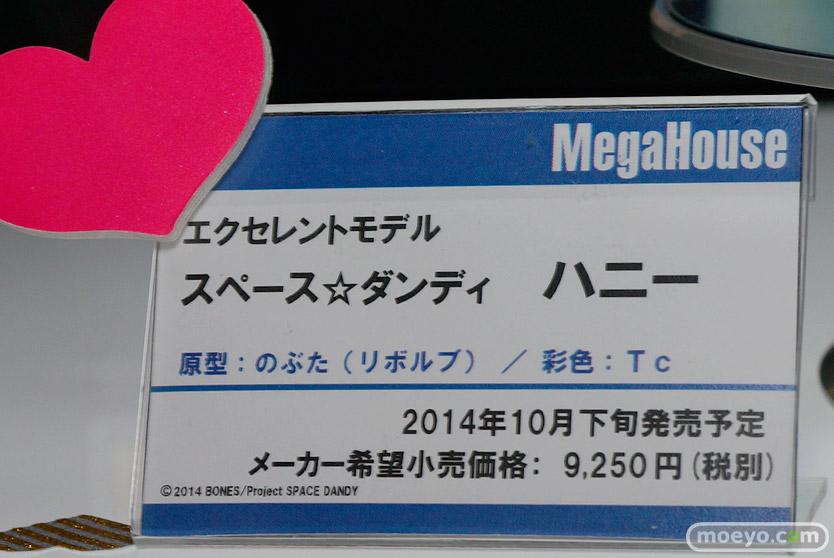 MegaHouse
エクセレントモデル
スペース☆ダンディ ハニー
原型：のぶた（リボルブ） ／ 彩色：Tc
2014年10月下旬発売予定
メーカー希望小売価格： 9,250円（税別）
©2014 BONES/Project SPACE DANDY
moeyo.com